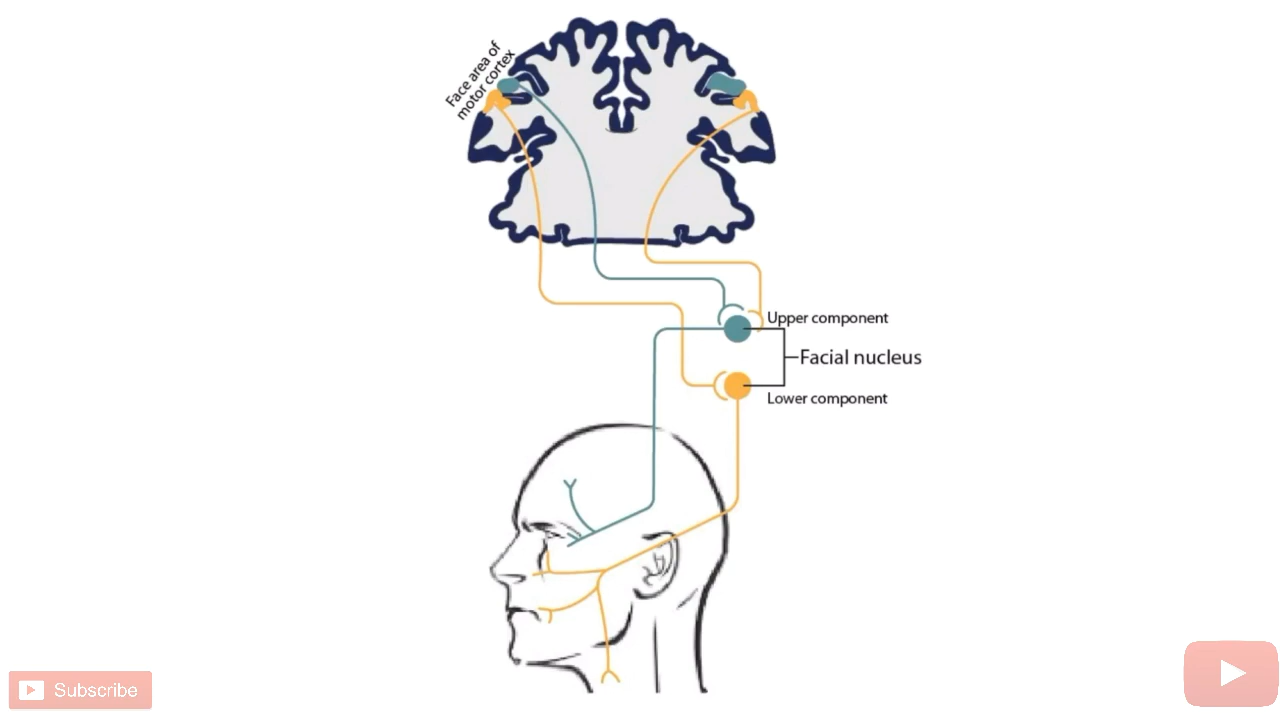 Face area of
motor cortex
Upper component
Facial nucleus
Lower component
Subscribe